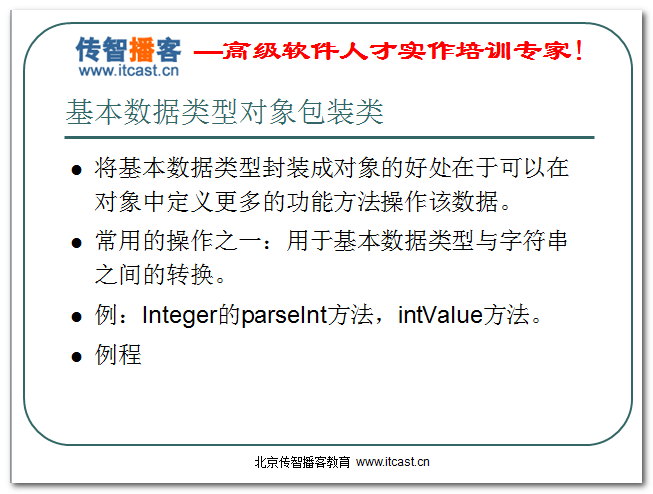 传智播客 —高级软件人才实作培训专家!
www.itcast.cn
基本数据类型对象包装类
● 将基本数据类型封装成对象的好处在于可以在
对象中定义更多的功能方法操作该数据。
● 常用的操作之一：用于基本数据类型与字符串
之间的转换。
● 例：Integer的parseInt方法，intValue方法。
● 例程
北京传智播客教育 www.itcast.cn